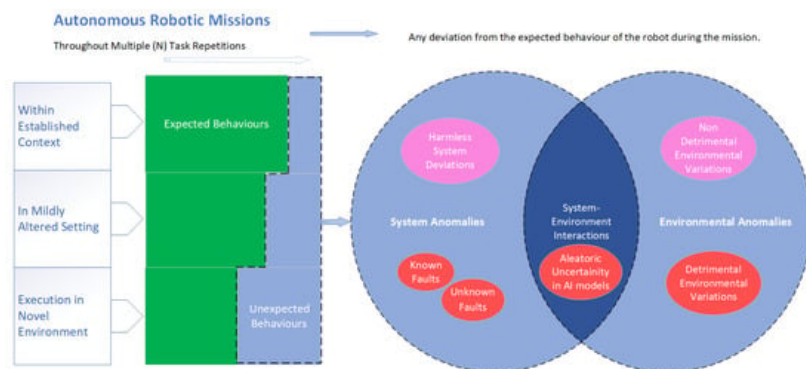 Autonomous Robotic Missions
Throughout Multiple (N) Task Repetitions
Any deviation from the expected behaviour of the robot during the mission.
Within
Established
Context
Expected Behaviours
In Mildly
Altered Setting
Execution in
Novel
Environment
Unexpected
Behaviours
Harmless
System
Deviations
System Anomalies
Known
Faults
Unknown
Faults
System-
Environment
Interactions
Aleatoric
Uncertainity
in AI models
Non
Detrimental
Environmental
Variations
Environmental Anomalies
Detrimental
Environmental
Variations